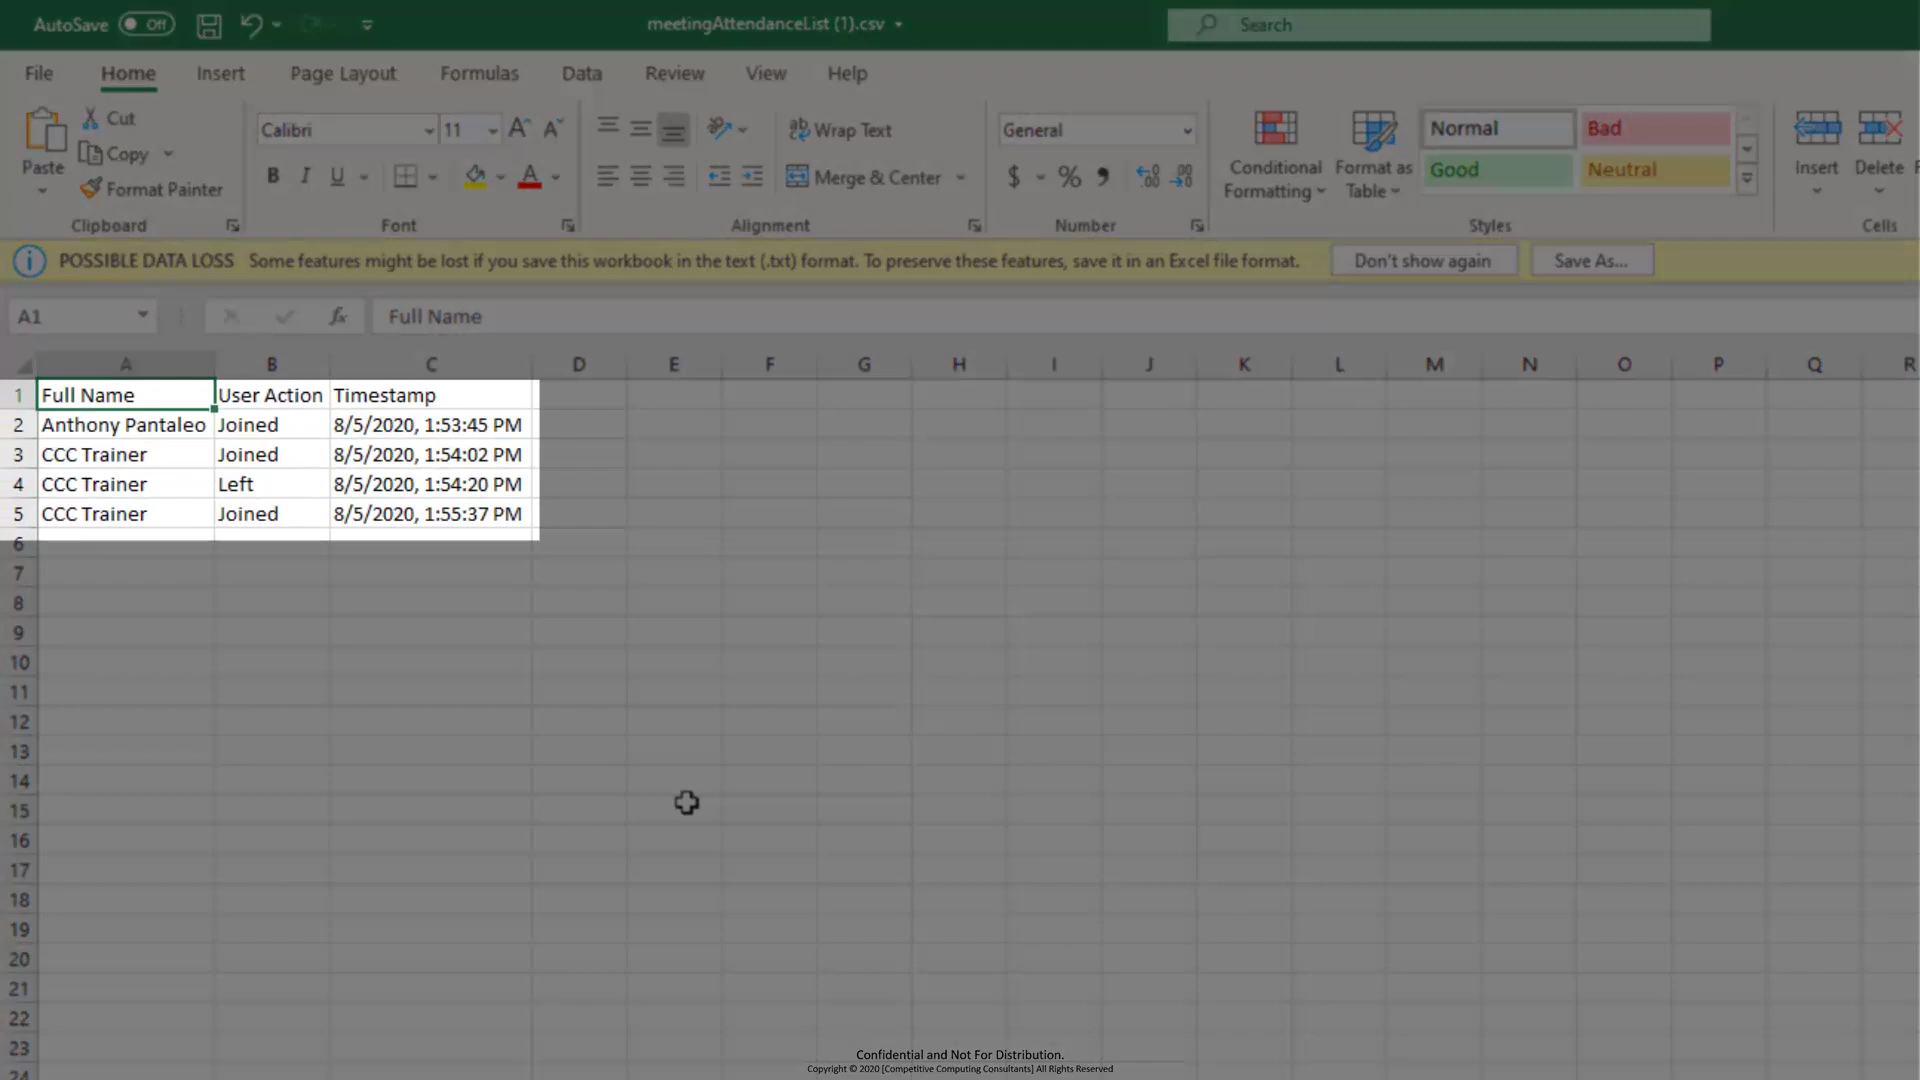 AutoSave Off meetingAttendanceList (1).csv Search
File Home Insert Page Layout Formulas Data Review View Help
Paste Cut Copy Format Painter
Calibri 11
B I U
Wrap Text
Merge & Center
General
$ % 9
Conditional Formatting
Format as Table
Normal Bad
Good Neutral
Insert Delete
Clipboard Font Alignment Number Styles Cells
POSSIBLE DATA LOSS Some features might be lost if you save this workbook in the text (.txt) format. To preserve these features, save it in an Excel file format. Don't show again Save As...
A1 fx Full Name
A B C D E F G H I J K L M N O P Q R
1 Full Name User Action Timestamp
2 Anthony Pantaleo Joined 8/5/2020, 1:53:45 PM
3 CCC Trainer Joined 8/5/2020, 1:54:02 PM
4 CCC Trainer Left 8/5/2020, 1:54:20 PM
5 CCC Trainer Joined 8/5/2020, 1:55:37 PM
6
7
8
9
10
11
12
13
14
15
16
17
18
19
20
21
22
23
24
Confidential and Not For Distribution.
Copyright © 2020 [Competitive Computing Consultants] All Rights Reserved